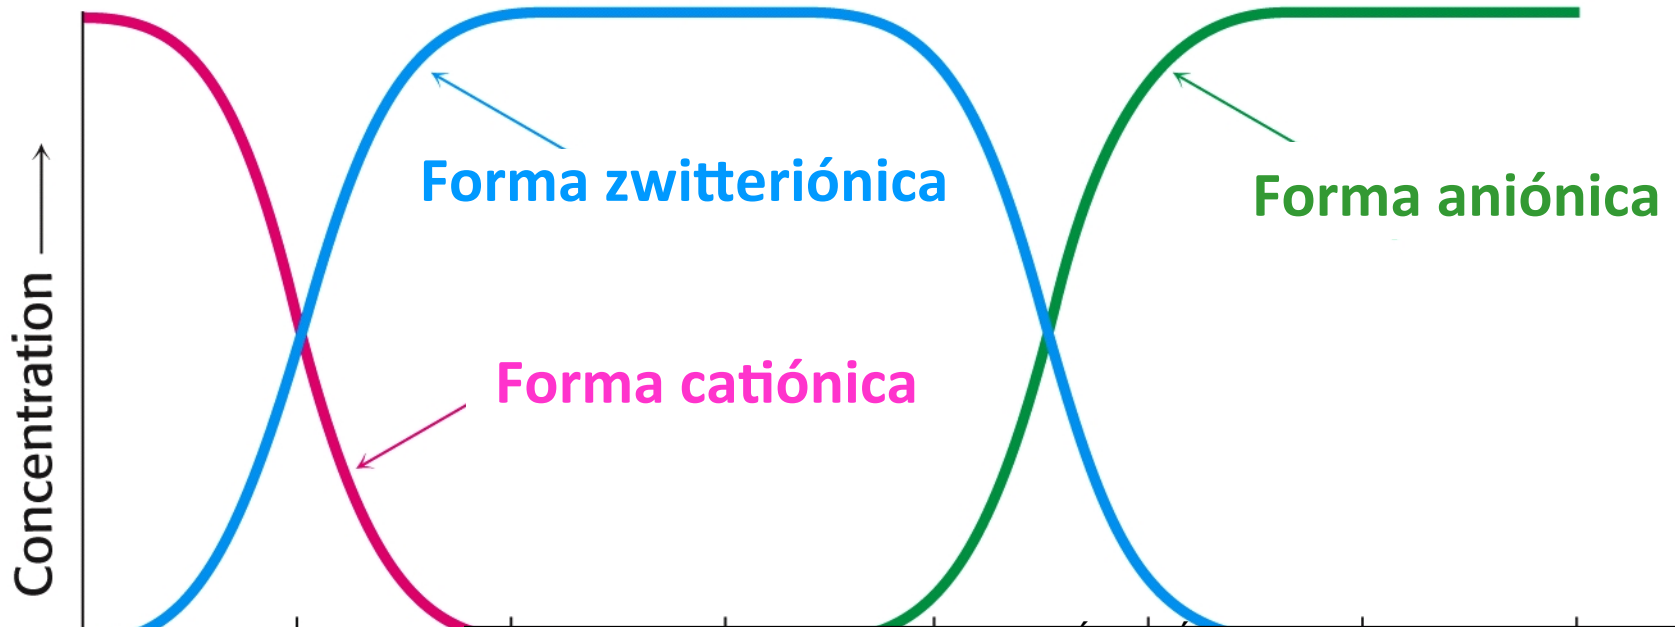 Forma zwitteriónica
Forma aniónica
Forma catiónica
Concentration